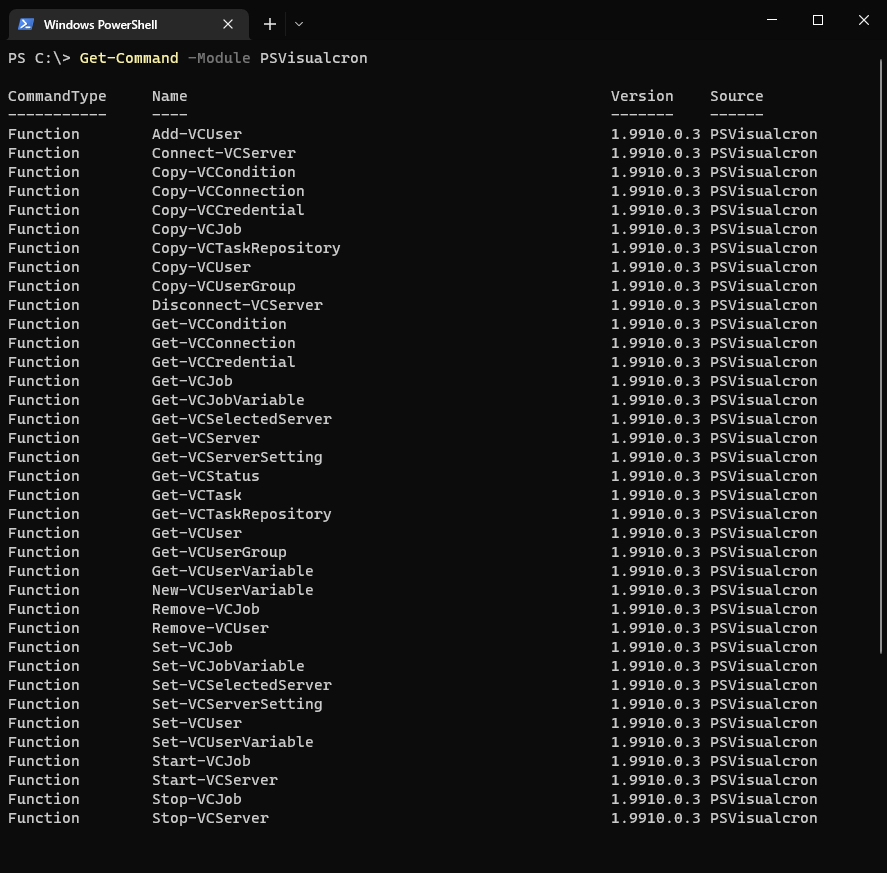 Windows PowerShell
PS C:\> Get-Command -Module PSVisualcron
CommandType Name Version Source
----------- ---- ------- ------
Function Add-VCUser 1.9910.0.3 PSVisualcron
Function Connect-VCServer 1.9910.0.3 PSVisualcron
Function Copy-VCCondition 1.9910.0.3 PSVisualcron
Function Copy-VCConnection 1.9910.0.3 PSVisualcron
Function Copy-VCCredential 1.9910.0.3 PSVisualcron
Function Copy-VCJob 1.9910.0.3 PSVisualcron
Function Copy-VCTaskRepository 1.9910.0.3 PSVisualcron
Function Copy-VCUser 1.9910.0.3 PSVisualcron
Function Copy-VCUserGroup 1.9910.0.3 PSVisualcron
Function Disconnect-VCServer 1.9910.0.3 PSVisualcron
Function Get-VCCondition 1.9910.0.3 PSVisualcron
Function Get-VCConnection 1.9910.0.3 PSVisualcron
Function Get-VCCredential 1.9910.0.3 PSVisualcron
Function Get-VCJob 1.9910.0.3 PSVisualcron
Function Get-VCJobVariable 1.9910.0.3 PSVisualcron
Function Get-VCSelectedServer 1.9910.0.3 PSVisualcron
Function Get-VCServer 1.9910.0.3 PSVisualcron
Function Get-VCServerSetting 1.9910.0.3 PSVisualcron
Function Get-VCStatus 1.9910.0.3 PSVisualcron
Function Get-VCTask 1.9910.0.3 PSVisualcron
Function Get-VCTaskRepository 1.9910.0.3 PSVisualcron
Function Get-VCUser 1.9910.0.3 PSVisualcron
Function Get-VCUserGroup 1.9910.0.3 PSVisualcron
Function Get-VCUserVariable 1.9910.0.3 PSVisualcron
Function New-VCUserVariable 1.9910.0.3 PSVisualcron
Function Remove-VCJob 1.9910.0.3 PSVisualcron
Function Remove-VCUser 1.9910.0.3 PSVisualcron
Function Set-VCJob 1.9910.0.3 PSVisualcron
Function Set-VCJobVariable 1.9910.0.3 PSVisualcron
Function Set-VCSelectedServer 1.9910.0.3 PSVisualcron
Function Set-VCServerSetting 1.9910.0.3 PSVisualcron
Function Set-VCUser 1.9910.0.3 PSVisualcron
Function Set-VCUserVariable 1.9910.0.3 PSVisualcron
Function Start-VCJob 1.9910.0.3 PSVisualcron
Function Start-VCServer 1.9910.0.3 PSVisualcron
Function Stop-VCJob 1.9910.0.3 PSVisualcron
Function Stop-VCServer 1.9910.0.3 PSVisualcron